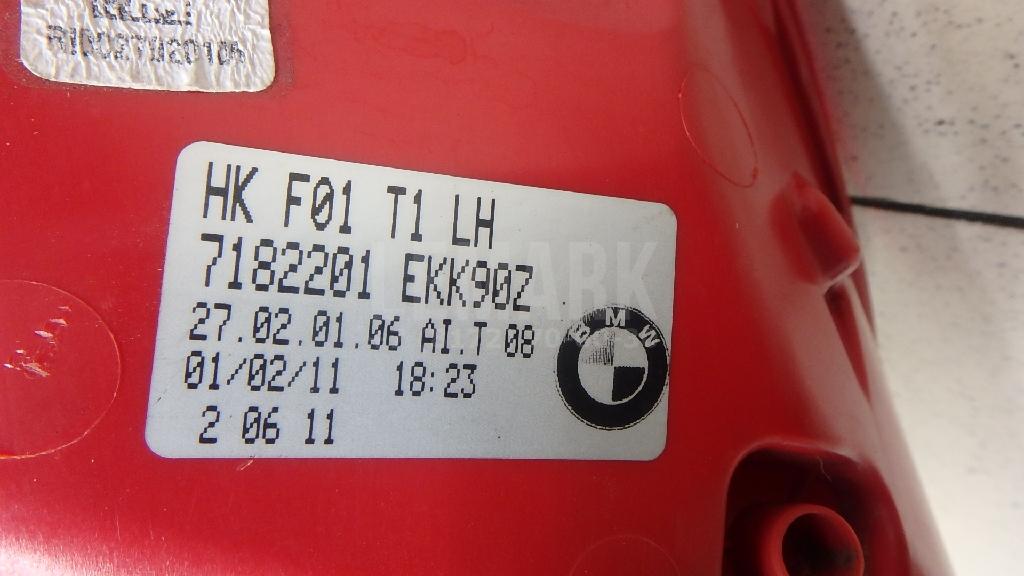 HK F01 T1 LH
7182201 EKK90Z
27.02.01.06 AI.T 08
01/02/11 18:23
2 06 11
BMW